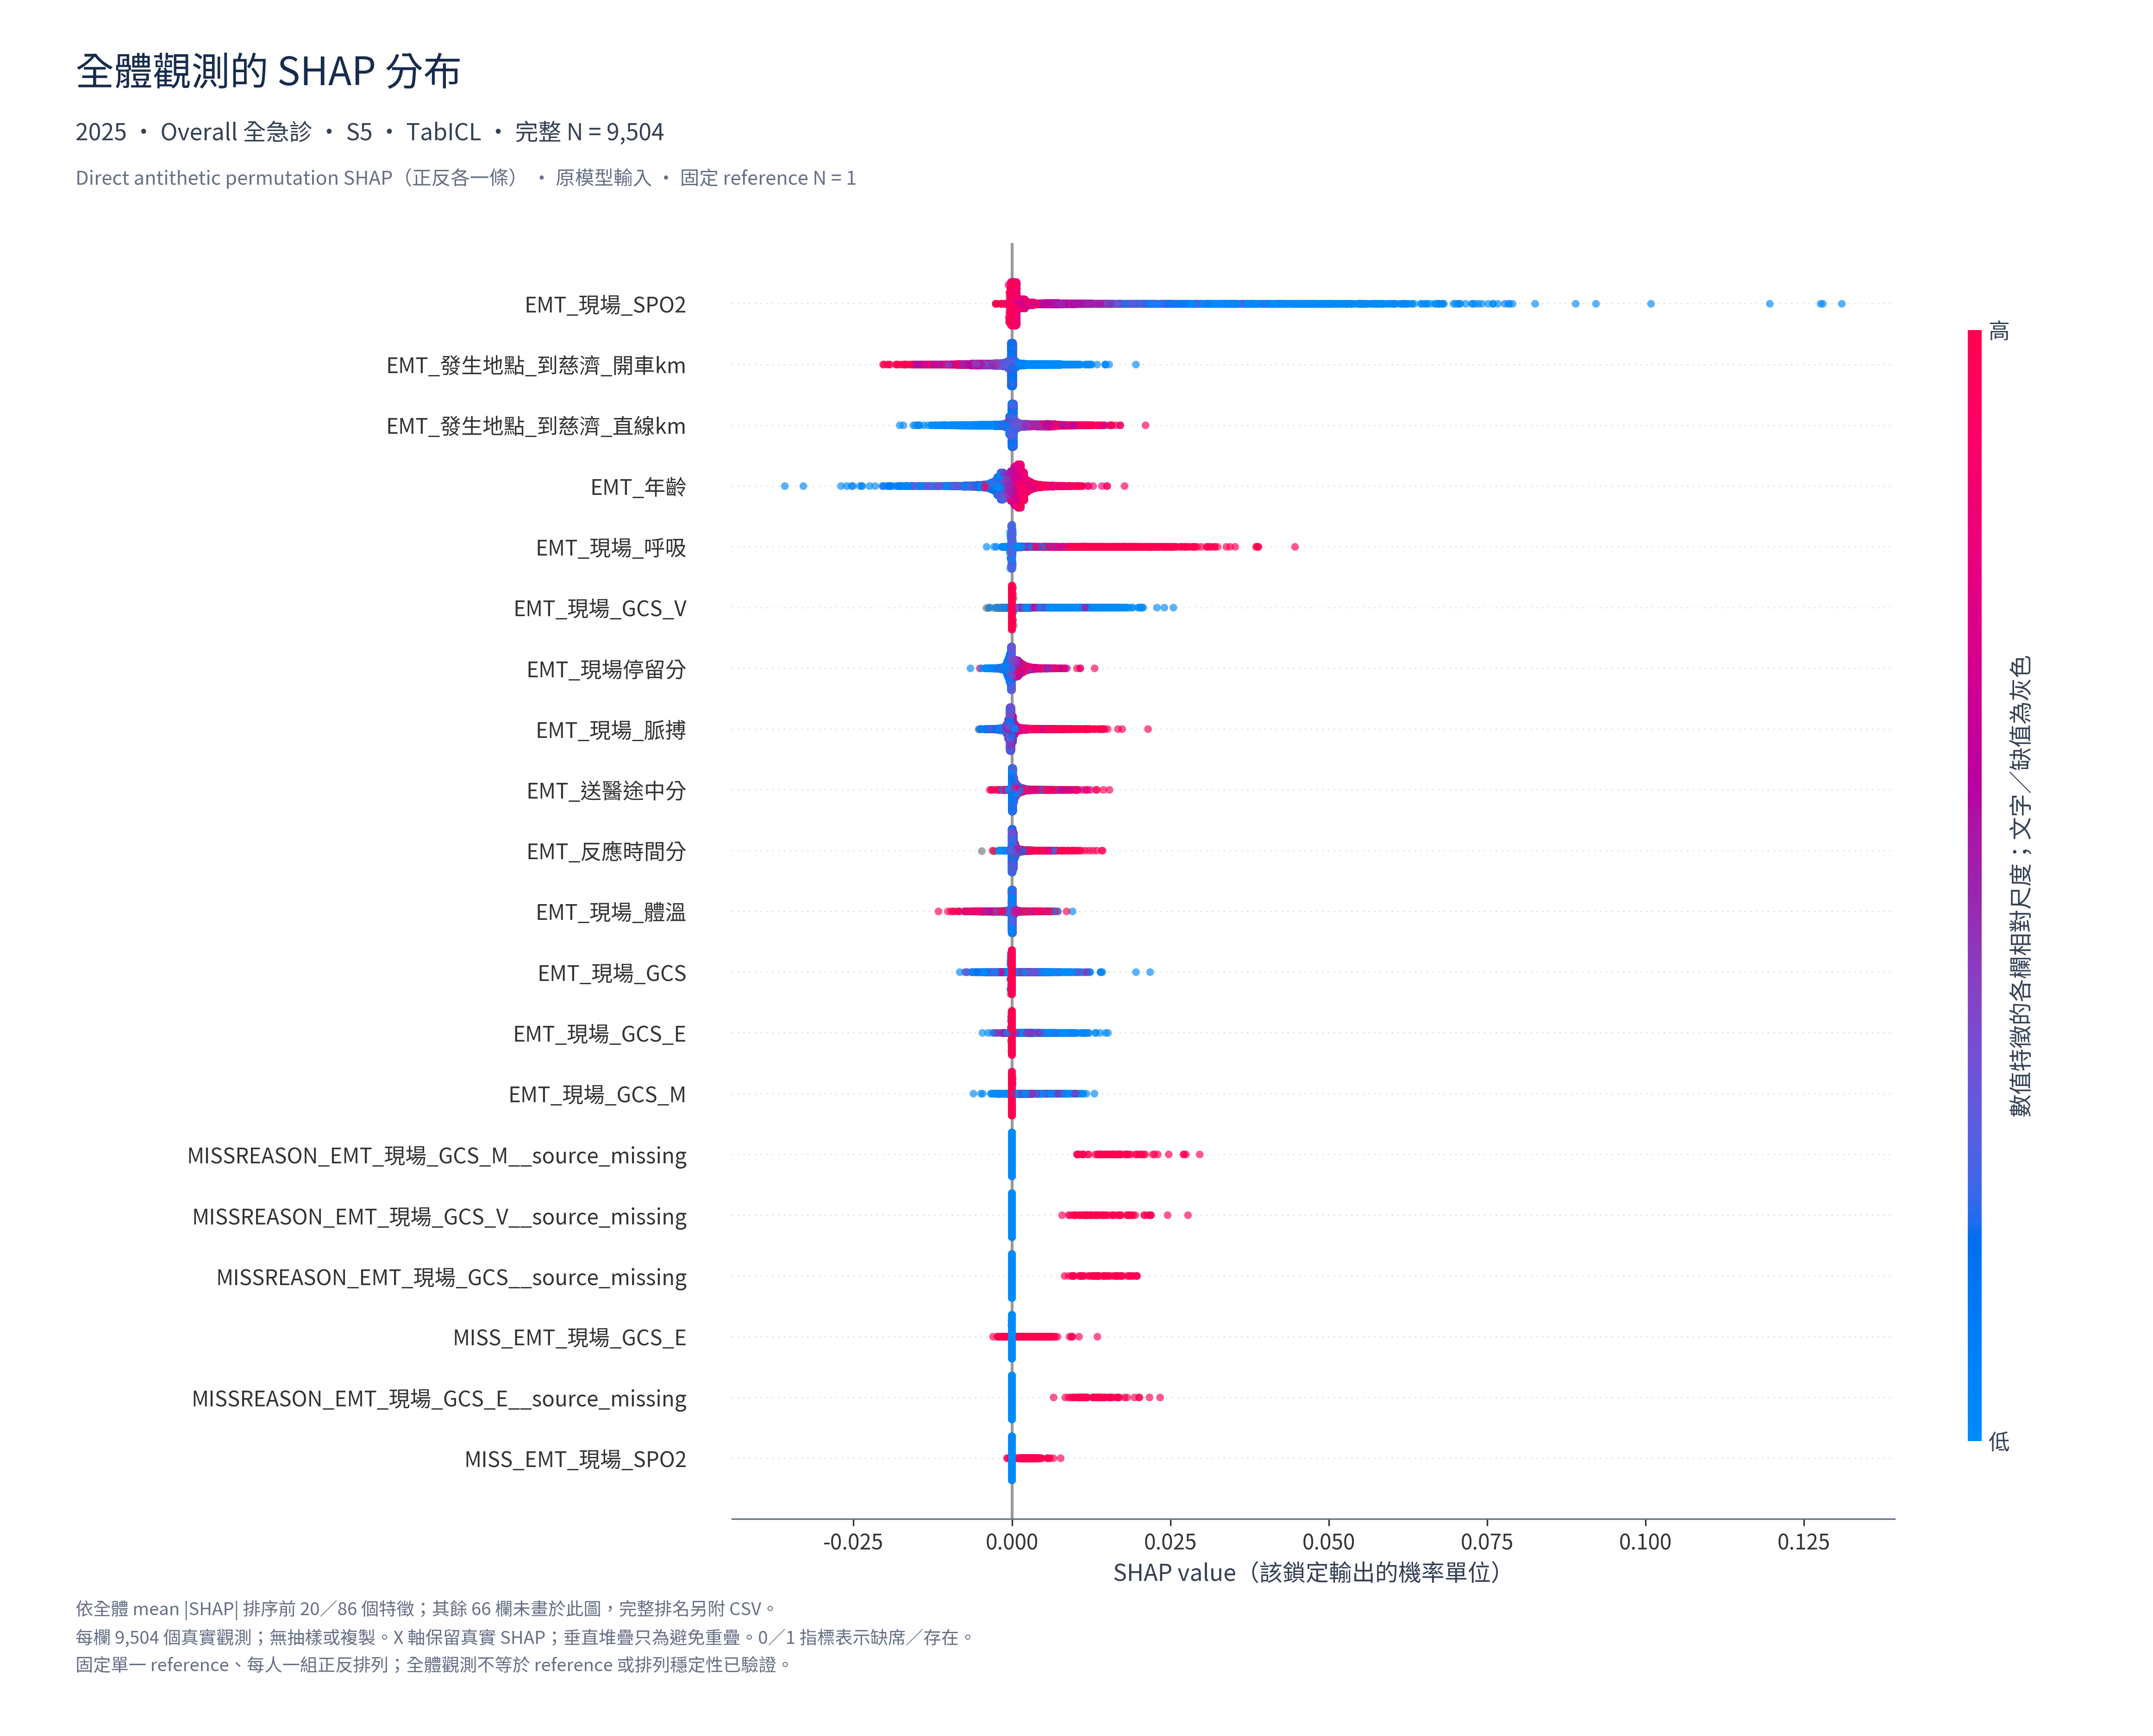 全體觀測的 SHAP 分布
2025 • Overall 全急診 • S5 • TabICL • 完整 N = 9,504
Direct antithetic permutation SHAP（正反各一條） • 原模型輸入 • 固定 reference N = 1
EMT_現場_SPO2
EMT_發生地點_到慈濟_開車km
EMT_發生地點_到慈濟_直線km
EMT_年齡
EMT_現場_呼吸
EMT_現場_GCS_V
EMT_現場停留分
EMT_現場_脈搏
EMT_送醫途中分
EMT_反應時間分
EMT_現場_體溫
EMT_現場_GCS
EMT_現場_GCS_E
EMT_現場_GCS_M
MISSREASON_EMT_現場_GCS_M__source_missing
MISSREASON_EMT_現場_GCS_V__source_missing
MISSREASON_EMT_現場_GCS__source_missing
MISS_EMT_現場_GCS_E
MISSREASON_EMT_現場_GCS_E__source_missing
MISS_EMT_現場_SPO2
高
數值特徵的各欄相對尺度；文字／缺值為灰色
低
-0.025 0.000 0.025 0.050 0.075 0.100 0.125
SHAP value（該鎖定輸出的機率單位）
依全體 mean |SHAP| 排序前 20／86 個特徵；其餘 66 欄未畫於此圖，完整排名另附 CSV。
每欄 9,504 個真實觀測；無抽樣或複製。X 軸保留真實 SHAP；垂直堆疊只為避免重疊。0／1 指標表示缺席／存在。
固定單一 reference、每人一組正反排列；全體觀測不等於 reference 或排列穩定性已驗證。